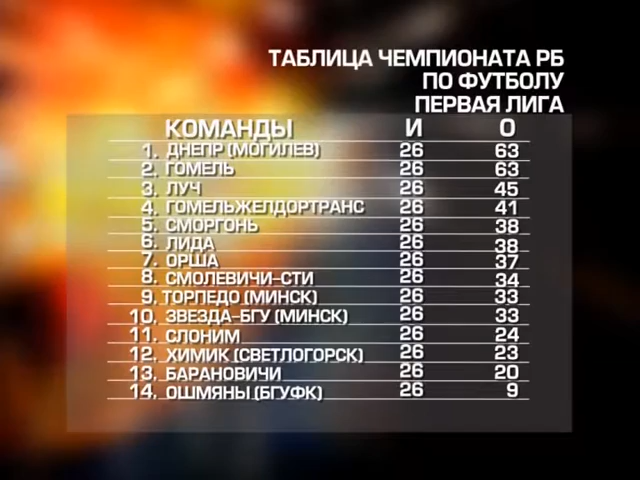 ТАБЛИЦА ЧЕМПИОНАТА РБ
ПО ФУТБОЛУ
ПЕРВАЯ ЛИГА
КОМАНДЫ И О
1. ДНЕПР (МОГИЛЕВ) 26 63
2. ГОМЕЛЬ 26 63
3. ЛУЧ 26 45
4. ГОМЕЛЬЖЕЛДОРТРАНС 26 41
5. СМОРГОНЬ 26 38
6. ЛИДА 26 38
7. ОРША 26 37
8. СМОЛЕВИЧИ-СТИ 26 34
9. ТОРПЕДО (МИНСК) 26 33
10. ЗВЕЗДА-БГУ (МИНСК) 26 33
11. СЛОНИМ 26 24
12. ХИМИК (СВЕТЛОГОРСК) 26 23
13. БАРАНОВИЧИ 26 20
14. ОШМЯНЫ (БГУФК) 26 9